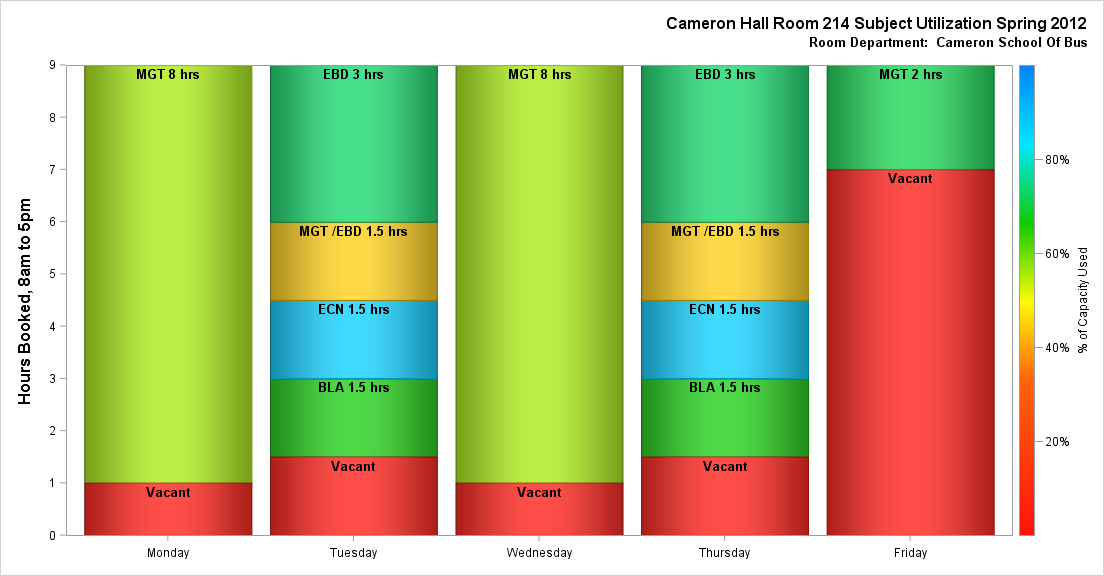 Cameron Hall Room 214 Subject Utilization Spring 2012
Room Department:  Cameron School Of Bus
Hours Booked, 8am to 5pm
9
8
7
6
5
4
3
2
1
0
MGT 8 hrs
Vacant
EBD 3 hrs
MGT /EBD 1.5 hrs
ECN 1.5 hrs
BLA 1.5 hrs
Vacant
MGT 8 hrs
Vacant
EBD 3 hrs
MGT /EBD 1.5 hrs
ECN 1.5 hrs
BLA 1.5 hrs
Vacant
MGT 2 hrs
Vacant
Monday
Tuesday
Wednesday
Thursday
Friday
80%
60%
40%
20%
% of Capacity Used